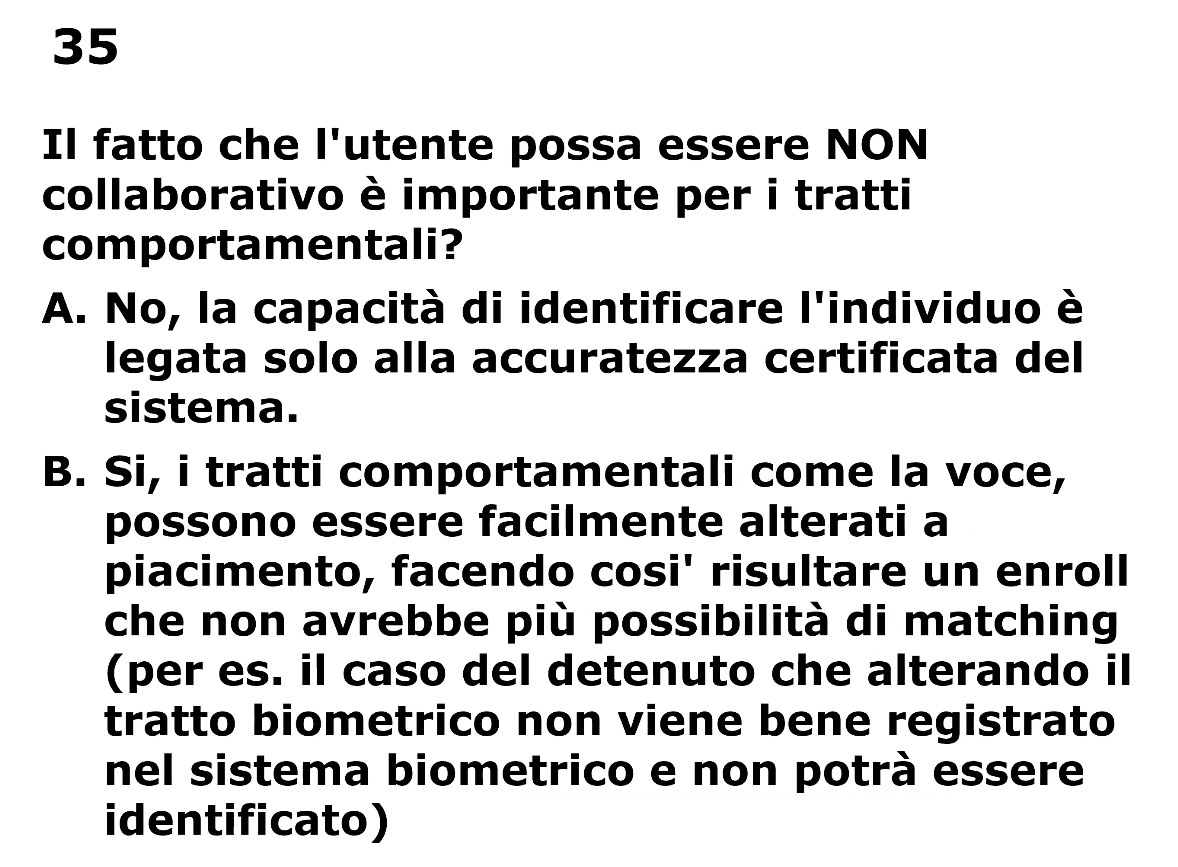 35
Il fatto che l'utente possa essere NON
collaborativo è importante per i tratti
comportamentali?
A. No, la capacità di identificare l'individuo è
legata solo alla accuratezza certificata del
sistema.
B. Si, i tratti comportamentali come la voce,
possono essere facilmente alterati a
piacimento, facendo cosi' risultare un enroll
che non avrebbe più possibilità di matching
(per es. il caso del detenuto che alterando il
tratto biometrico non viene bene registrato
nel sistema biometrico e non potrà essere
identificato)